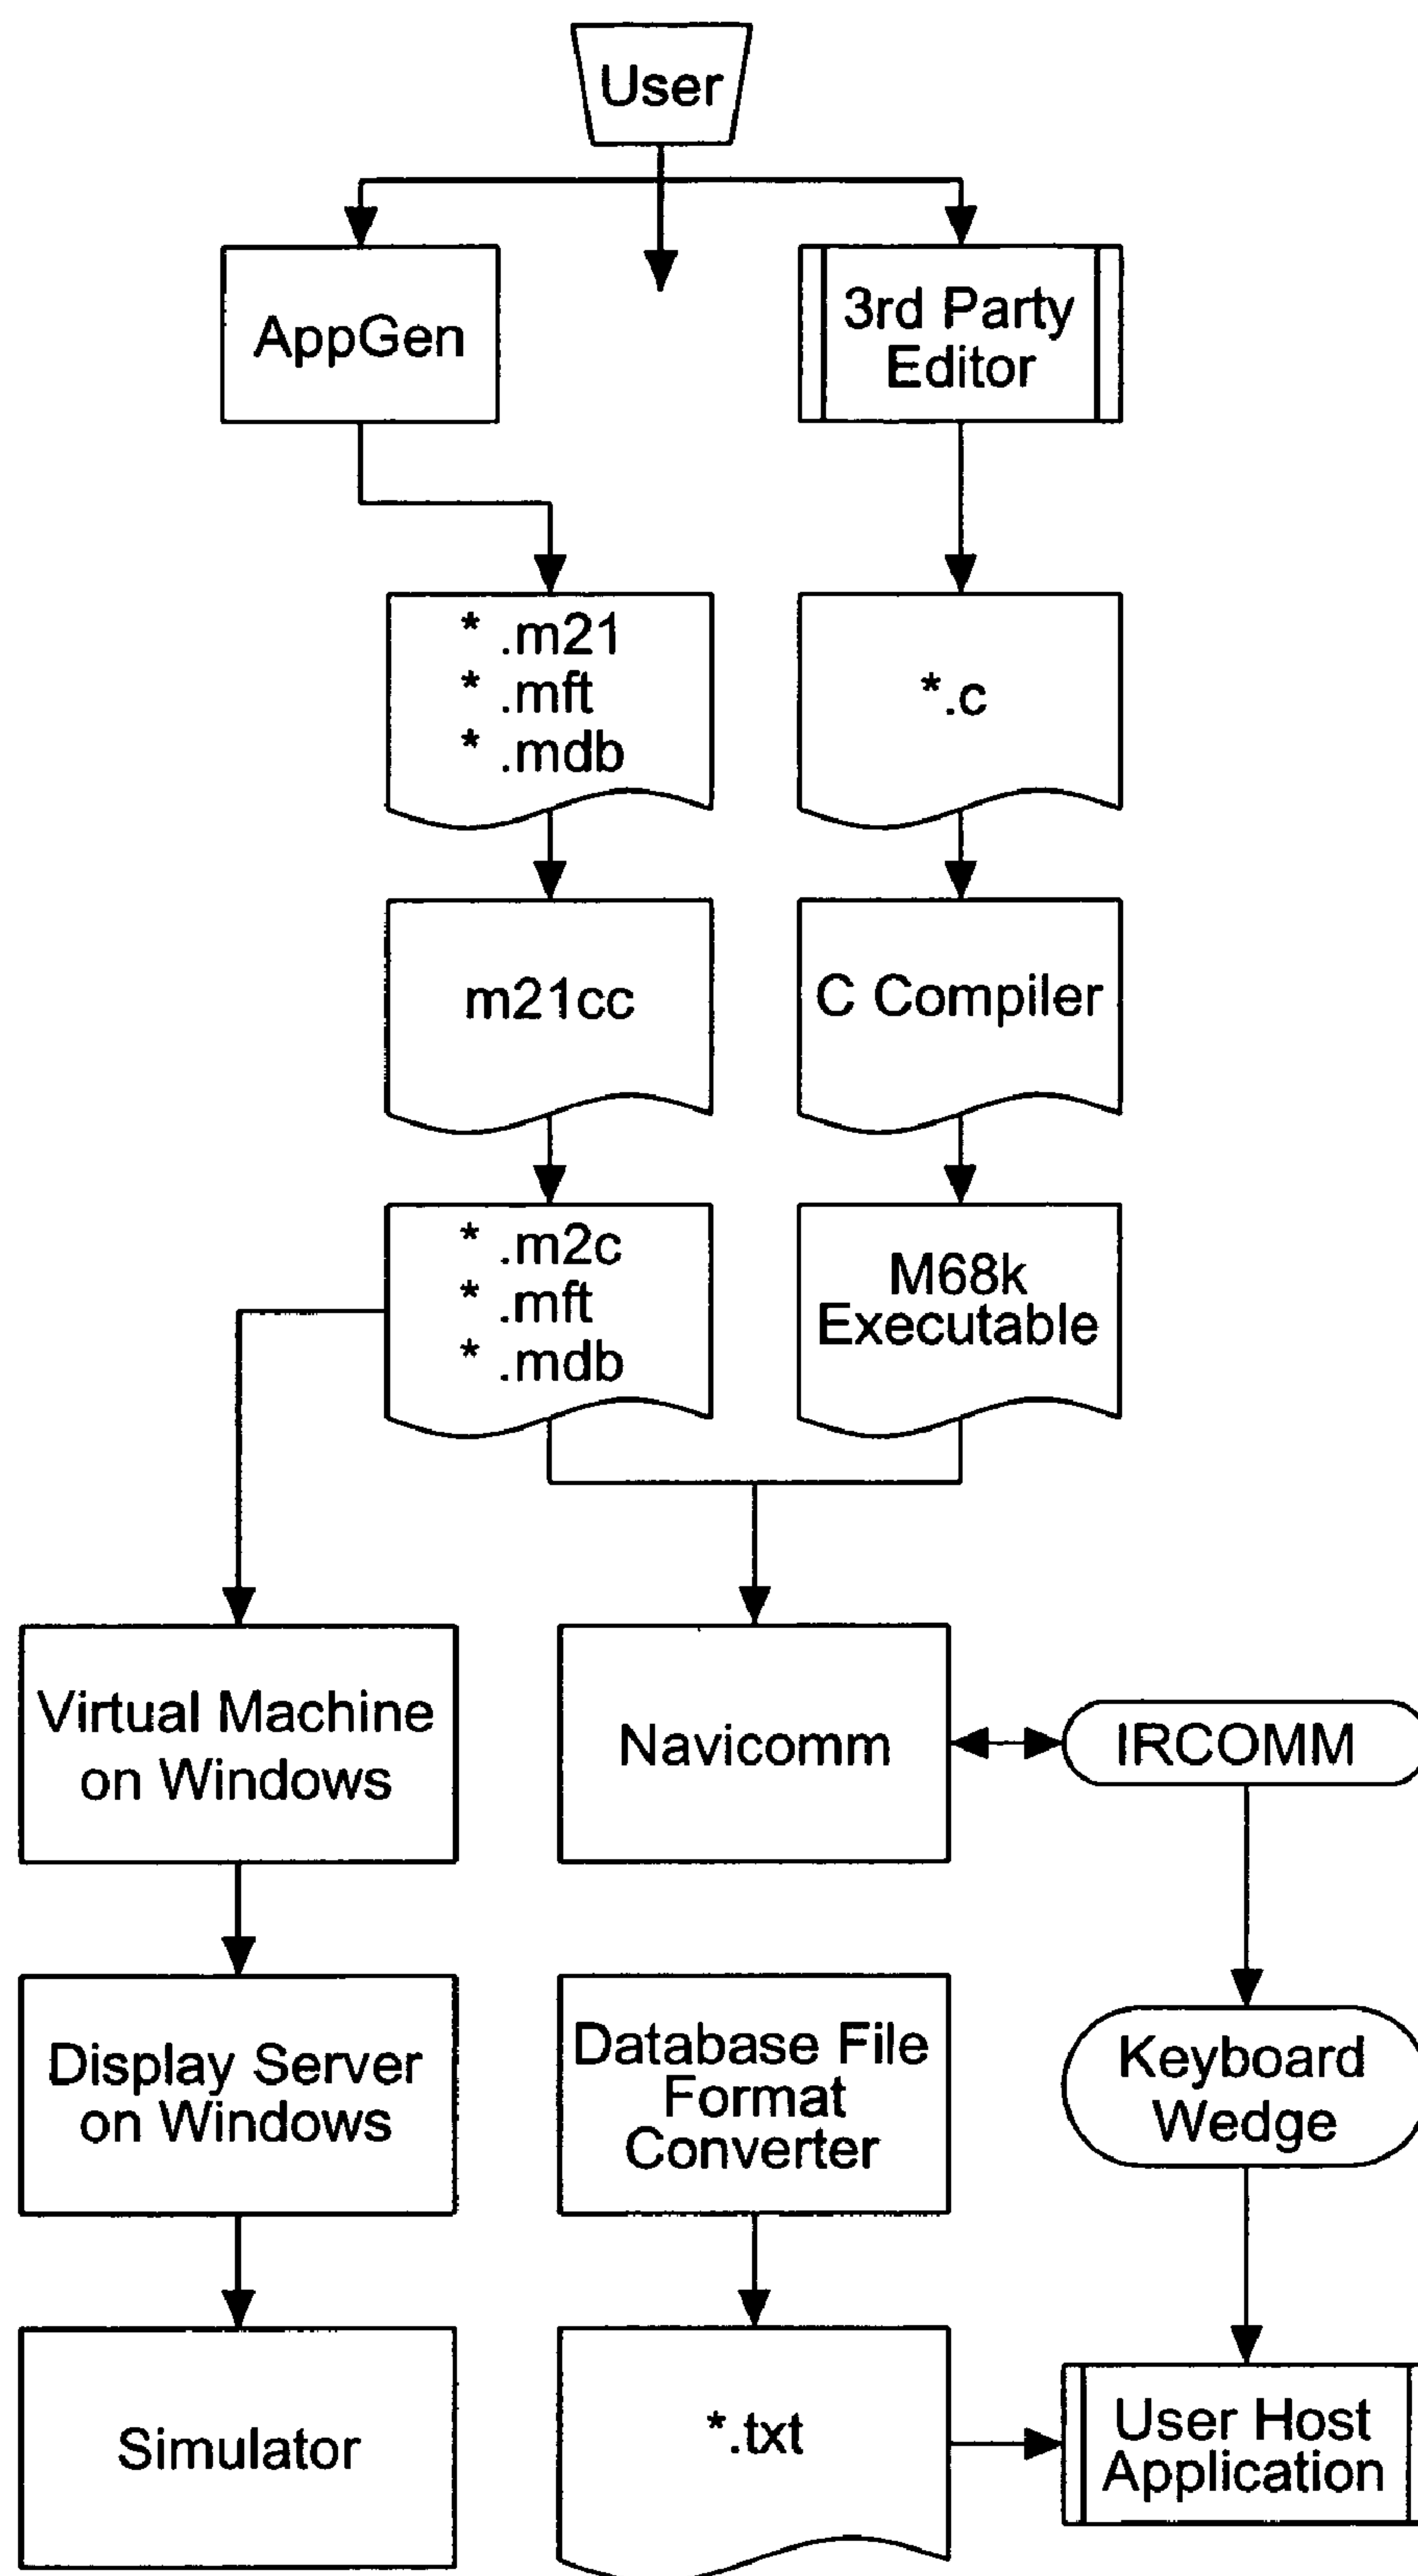 User
AppGen
3rd Party
Editor
* .m21
* .mft
* .mdb
*.c
m21cc
C Compiler
* .m2c
* .mft
* .mdb
M68k
Executable
Virtual Machine
on Windows
Navicomm
IRCOMM
Display Server
on Windows
Database File
Format
Converter
Keyboard
Wedge
Simulator
*.txt
User Host
Application